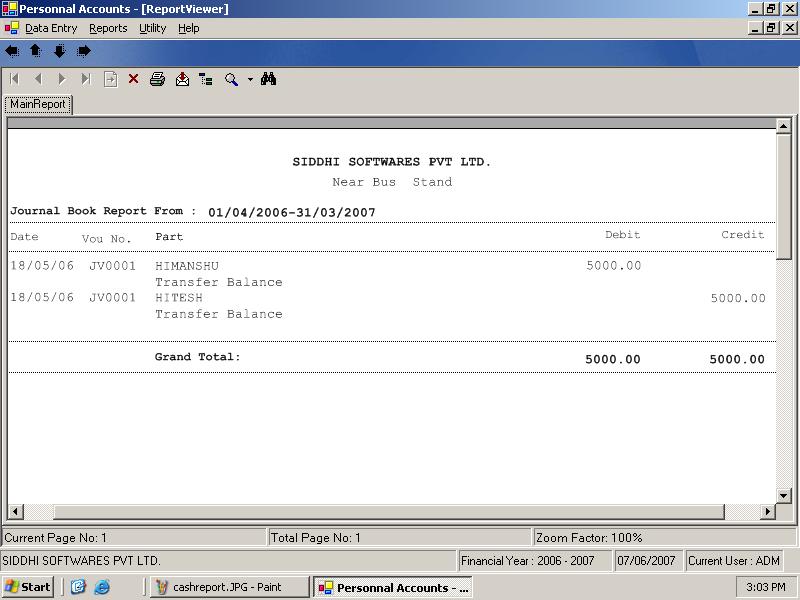 Personnal Accounts - [ReportViewer]
Data Entry Reports Utility Help
MainReport
SIDDHI SOFTWARES PVT LTD.
Near Bus Stand
Journal Book Report From : 01/04/2006-31/03/2007
Date Vou No. Part Debit Credit
18/05/06 JV0001 HIMANSHU 5000.00
Transfer Balance
18/05/06 JV0001 HITESH 5000.00
Transfer Balance
Grand Total: 5000.00 5000.00
Current Page No: 1 Total Page No: 1 Zoom Factor: 100%
SIDDHI SOFTWARES PVT LTD. Financial Year : 2006 - 2007 07/06/2007 Current User : ADM
Start cashreport.JPG - Paint Personnal Accounts - ... 3:03 PM